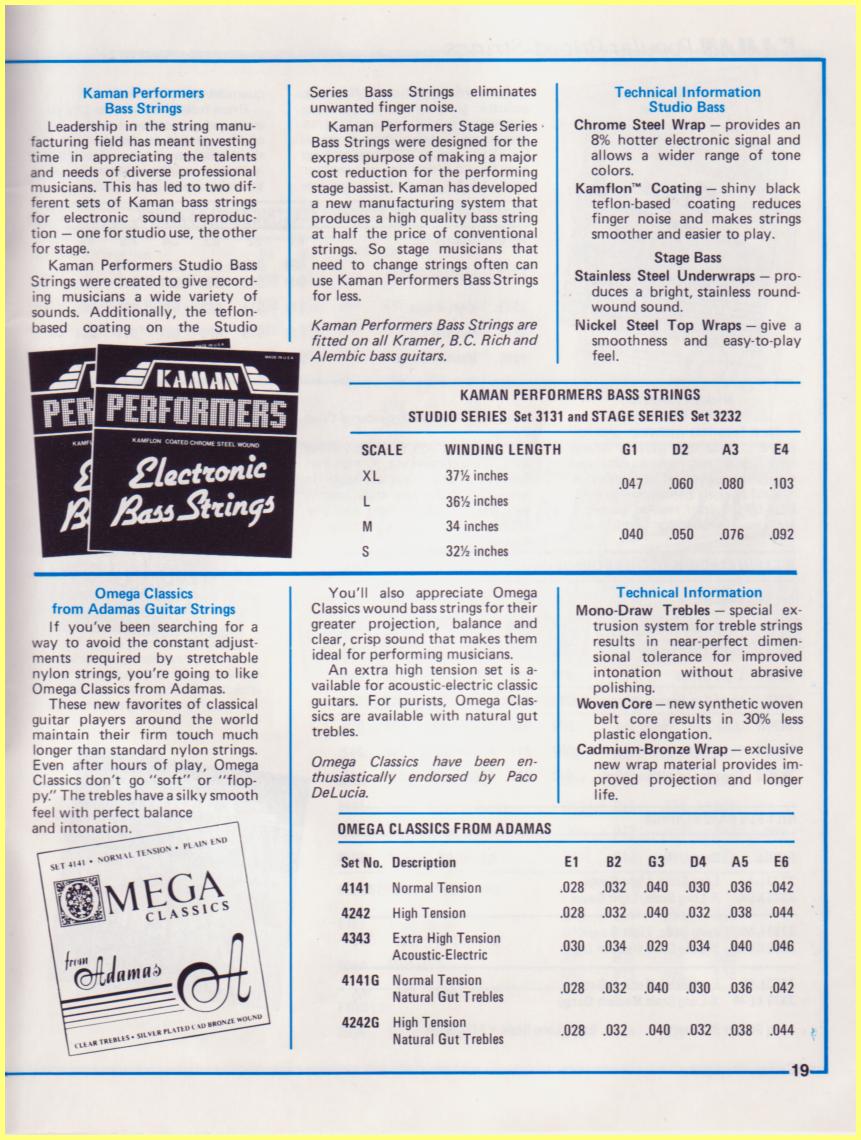 Kaman Performers
Bass Strings
Leadership in the string manu-
facturing field has meant investing
time in appreciating the talents
and needs of diverse professional
musicians. This has led to two dif-
ferent sets of Kaman bass strings
for electronic sound reproduc-
tion — one for studio use, the other
for stage.
Kaman Performers Studio Bass
Strings were created to give record-
ing musicians a wide variety of
sounds. Additionally, the teflon-
based coating on the Studio
Series Bass Strings eliminates
unwanted finger noise.
Kaman Performers Stage Series
Bass Strings were designed for the
express purpose of making a major
cost reduction for the performing
stage bassist. Kaman has developed
a new manufacturing system that
produces a high quality bass string
at half the price of conventional
strings. So stage musicians that
need to change strings often can
use Kaman Performers Bass Strings
for less.
Kaman Performers Bass Strings are
fitted on all Kramer, B.C. Rich and
Alembic bass guitars.
Technical Information
Studio Bass
Chrome Steel Wrap — provides an
8% hotter electronic signal and
allows a wider range of tone
colors.
Kamflon™ Coating — shiny black
teflon-based coating reduces
finger noise and makes strings
smoother and easier to play.
Stage Bass
Stainless Steel Underwraps — pro-
duces a bright, stainless round-
wound sound.
Nickel Steel Top Wraps — give a
smoothness and easy-to-play
feel.
MADE IN U.S.A.
MADE IN U.S.A.
KAMAN
PER PERFORMERS
KAMF
KAMFLON COATED CHROME STEEL WOUND
Electronic
Bass Strings
KAMAN PERFORMERS BASS STRINGS
STUDIO SERIES Set 3131 and STAGE SERIES Set 3232
SCALE WINDING LENGTH G1 D2 A3 E4
XL 37½ inches
.047 .060 .080 .103
L 36½ inches
M 34 inches
.040 .050 .076 .092
S 32½ inches
Omega Classics
from Adamas Guitar Strings
If you've been searching for a
way to avoid the constant adjust-
ments required by stretchable
nylon strings, you're going to like
Omega Classics from Adamas.
These new favorites of classical
guitar players around the world
maintain their firm touch much
longer than standard nylon strings.
Even after hours of play, Omega
Classics don't go "soft" or "flop-
py." The trebles have a silky smooth
feel with perfect balance
and intonation.
You'll also appreciate Omega
Classics wound bass strings for their
greater projection, balance and
clear, crisp sound that makes them
ideal for performing musicians.
An extra high tension set is a-
vailable for acoustic-electric classic
guitars. For purists, Omega Clas-
sics are available with natural gut
trebles.
Omega Classics have been en-
thusiastically endorsed by Paco
DeLucia.
Technical Information
Mono-Draw Trebles — special ex-
trusion system for treble strings
results in near-perfect dimen-
sional tolerance for improved
intonation without abrasive
polishing.
Woven Core — new synthetic woven
belt core results in 30% less
plastic elongation.
Cadmium-Bronze Wrap — exclusive
new wrap material provides im-
proved projection and longer
life.
SET 4141 • NORMAL TENSION • PLAIN END
OMEGA
CLASSICS
from
Adamas
CLEAR TREBLES • SILVER PLATED CAD BRONZE WOUND
OMEGA CLASSICS FROM ADAMAS
Set No. Description E1 B2 G3 D4 A5 E6
4141 Normal Tension .028 .032 .040 .030 .036 .042
4242 High Tension .028 .032 .040 .032 .038 .044
4343 Extra High Tension
Acoustic-Electric .030 .034 .029 .034 .040 .046
4141G Normal Tension
Natural Gut Trebles .028 .032 .040 .030 .036 .042
4242G High Tension
Natural Gut Trebles .028 .032 .040 .032 .038 .044
19